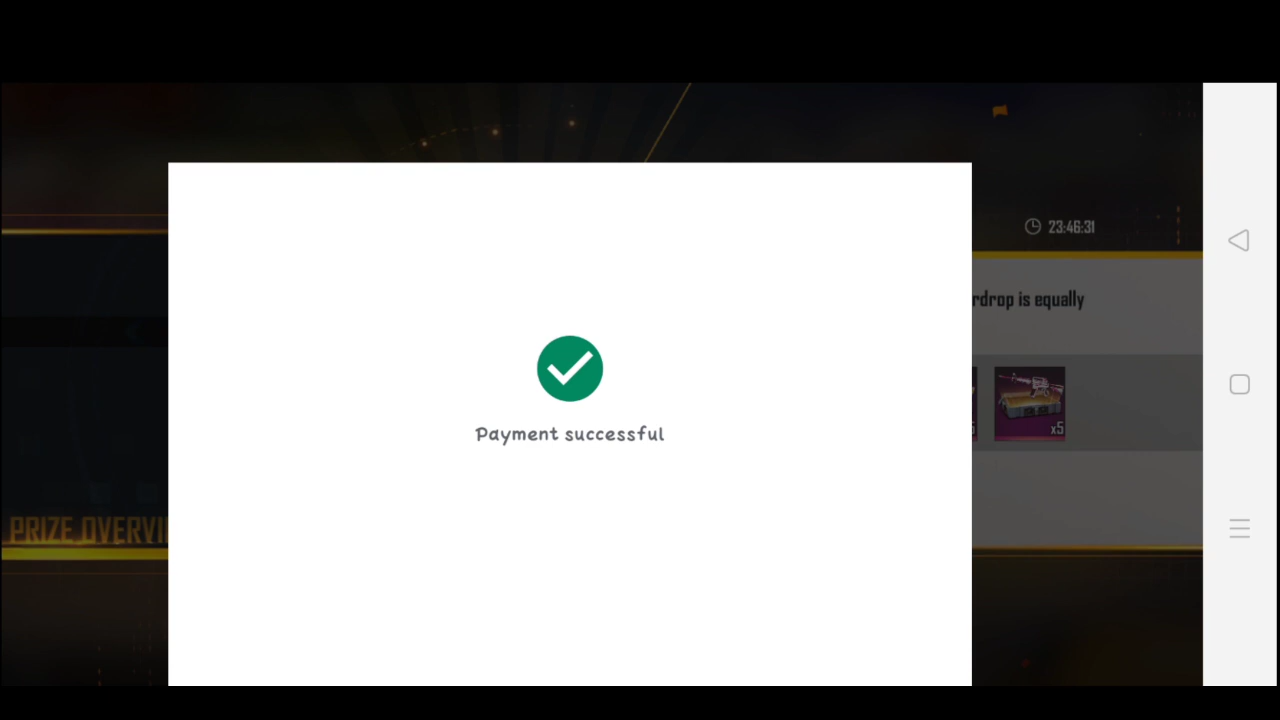 23:46:31
rdrop is equally
x5
Payment successful
PRIZE OVERVI